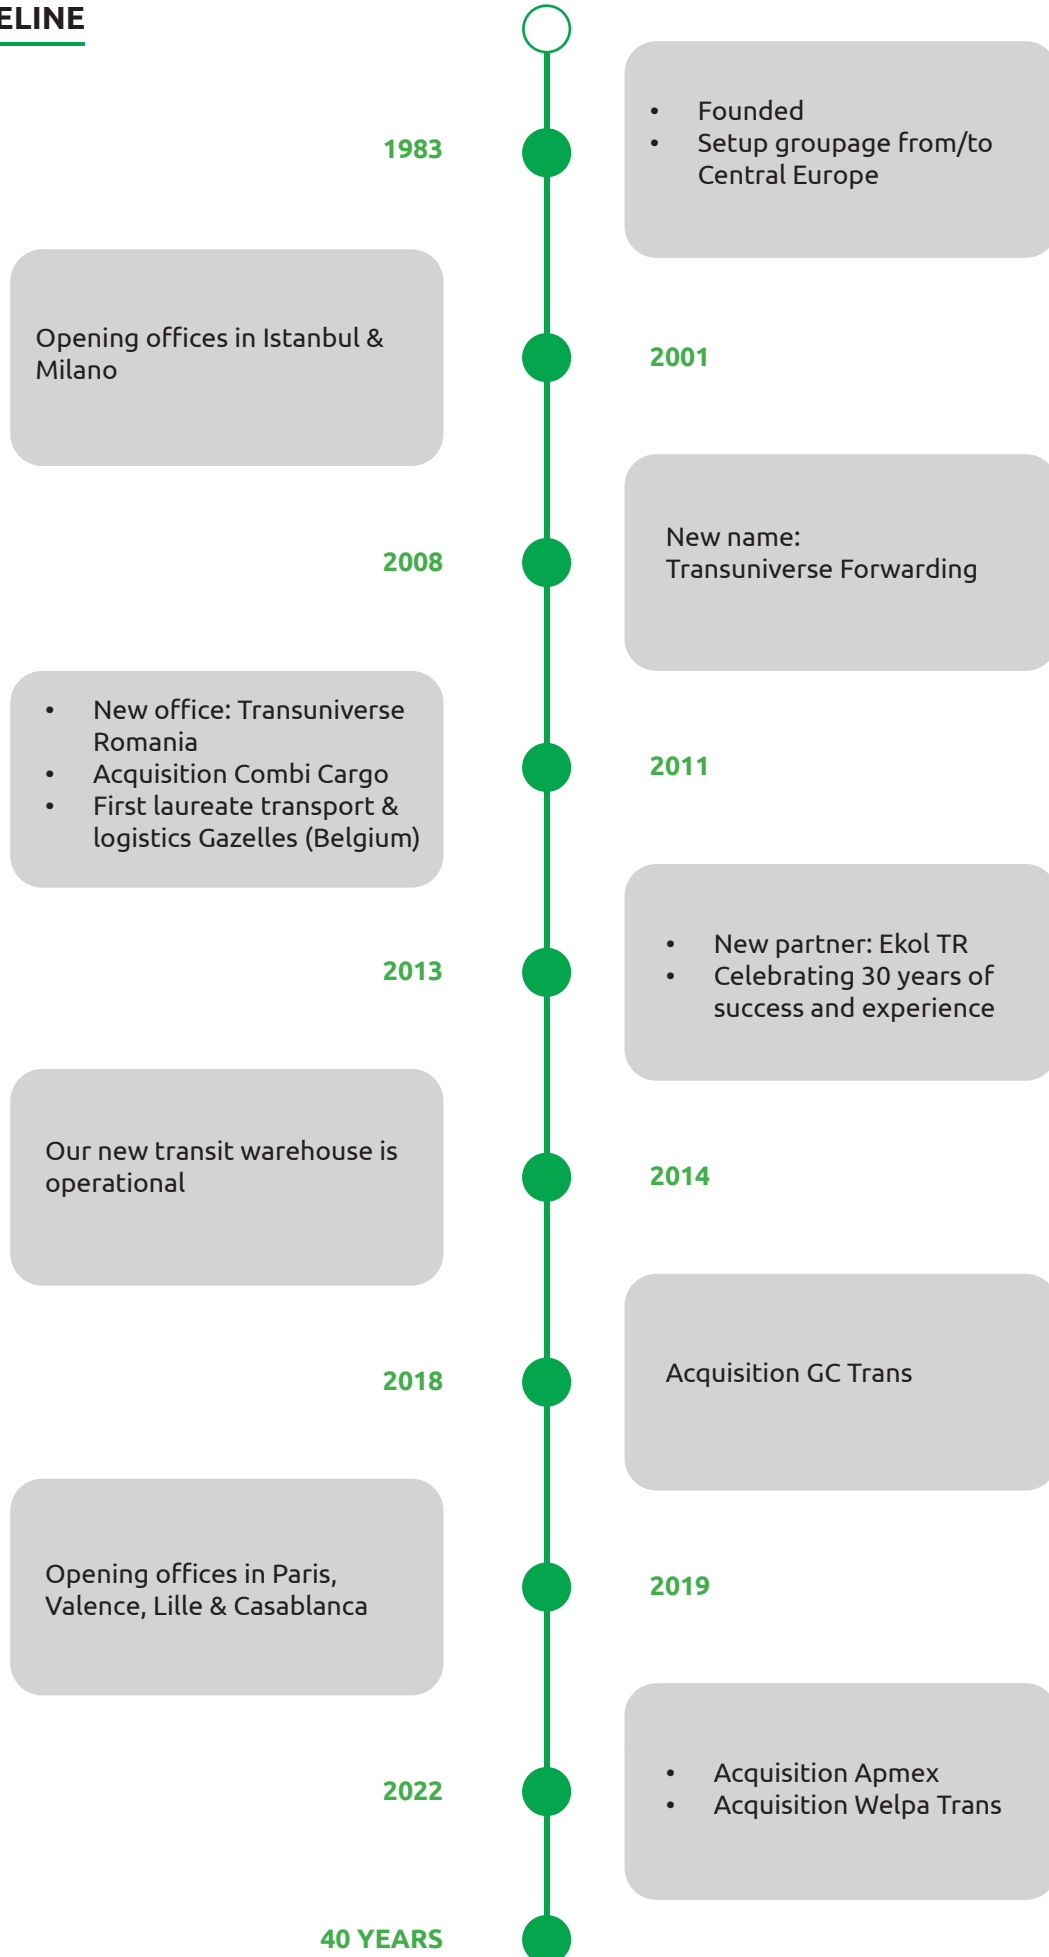 ELINE
1983
• Founded
• Setup groupage from/to
Central Europe
Opening offices in Istanbul &
Milano
2001
2008
New name:
Transuniverse Forwarding
• New office: Transuniverse
Romania
• Acquisition Combi Cargo
• First laureate transport &
logistics Gazelles (Belgium)
2011
2013
• New partner: Ekol TR
• Celebrating 30 years of
success and experience
Our new transit warehouse is
operational
2014
2018
Acquisition GC Trans
Opening offices in Paris,
Valence, Lille & Casablanca
2019
2022
• Acquisition Apmex
• Acquisition Welpa Trans
40 YEARS